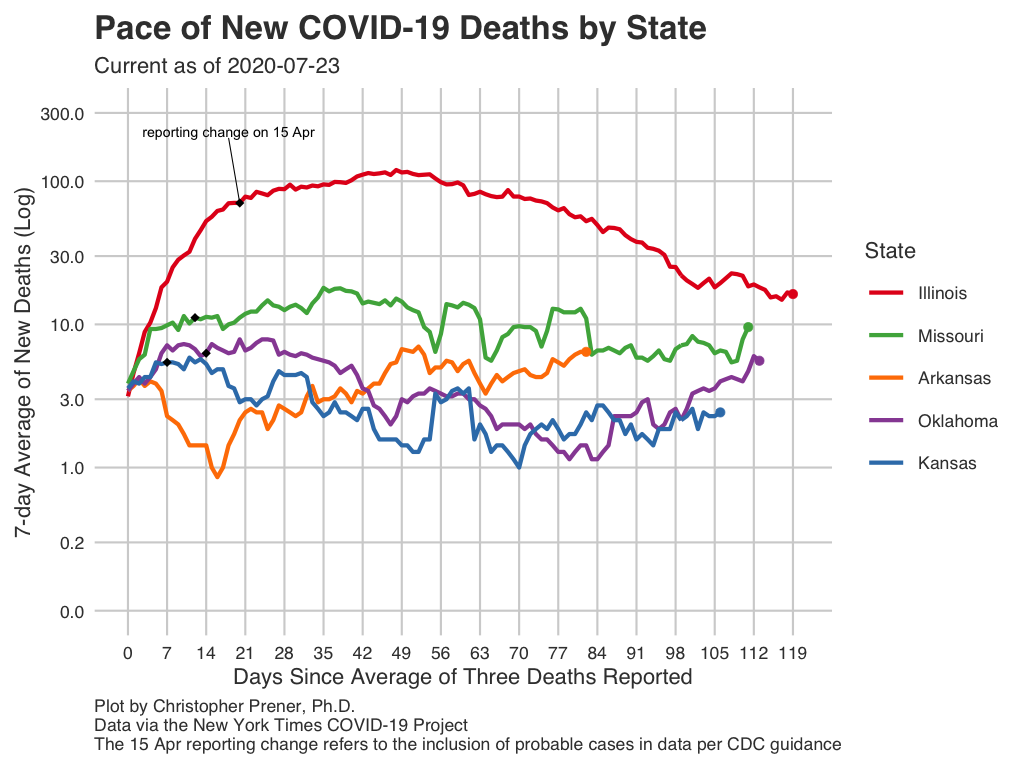 Pace of New COVID-19 Deaths by State
Current as of 2020-07-23
300.0
reporting change on 15 Apr
100.0
30.0
10.0
3.0
1.0
0.2
0.0
7-day Average of New Deaths (Log)
State
Illinois
Missouri
Arkansas
Oklahoma
Kansas
0 7 14 21 28 35 42 49 56 63 70 77 84 91 98 105 112 119
Days Since Average of Three Deaths Reported
Plot by Christopher Prener, Ph.D.
Data via the New York Times COVID-19 Project
The 15 Apr reporting change refers to the inclusion of probable cases in data per CDC guidance